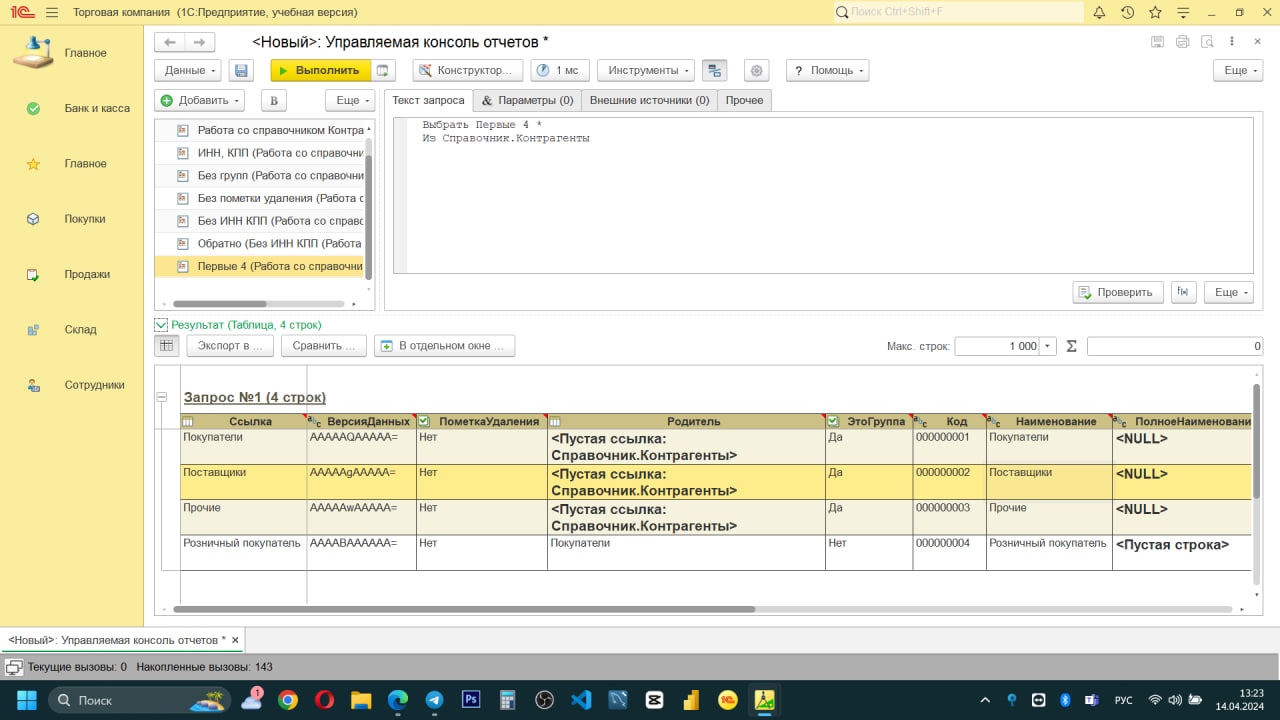 1С Торговая компания (1С:Предприятие, учебная версия)
Поиск Ctrl+Shift+F
Главное
Банк и касса
Главное
Покупки
Продажи
Склад
Сотрудники
<Новый>: Управляемая консоль отчетов *
Данные
Выполнить
Конструктор...
1 мс
Инструменты
? Помощь
Еще
Добавить
В
Еще
Текст запроса
& Параметры (0)
Внешние источники (0)
Прочее
Работа со справочником Контра
ИНН, КПП (Работа со справочни
Без групп (Работа со справочни
Без пометки удаления (Работа с
Без ИНН КПП (Работа со справо
Обратно (Без ИНН КПП (Работа
Первые 4 (Работа со справочни
Выбрать Первые 4 *
Из Справочник.Контрагенты
Проверить
Еще
Результат (Таблица, 4 строк)
Экспорт в ...
Сравнить ...
В отдельном окне ...
Макс. строк: 1 000
Σ 0
Запрос №1 (4 строк)
Ссылка ВерсияДанных ПометкаУдаления Родитель ЭтоГруппа Код Наименование ПолноеНаименовани
Покупатели AAAAAQAAAAA= Нет <Пустая ссылка: Да 000000001 Покупатели <NULL>
Справочник.Контрагенты>
Поставщики AAAAAgAAAAA= Нет <Пустая ссылка: Да 000000002 Поставщики <NULL>
Справочник.Контрагенты>
Прочие AAAAAwAAAAA= Нет <Пустая ссылка: Да 000000003 Прочие <NULL>
Справочник.Контрагенты>
Розничный покупатель AAAABAAAAAA= Нет Покупатели Нет 000000004 Розничный покупатель <Пустая строка>
<Новый>: Управляемая консоль отчетов * ×
Текущие вызовы: 0 Накопленные вызовы: 143
Поиск
1
Ps
РУС
13:23
14.04.2024